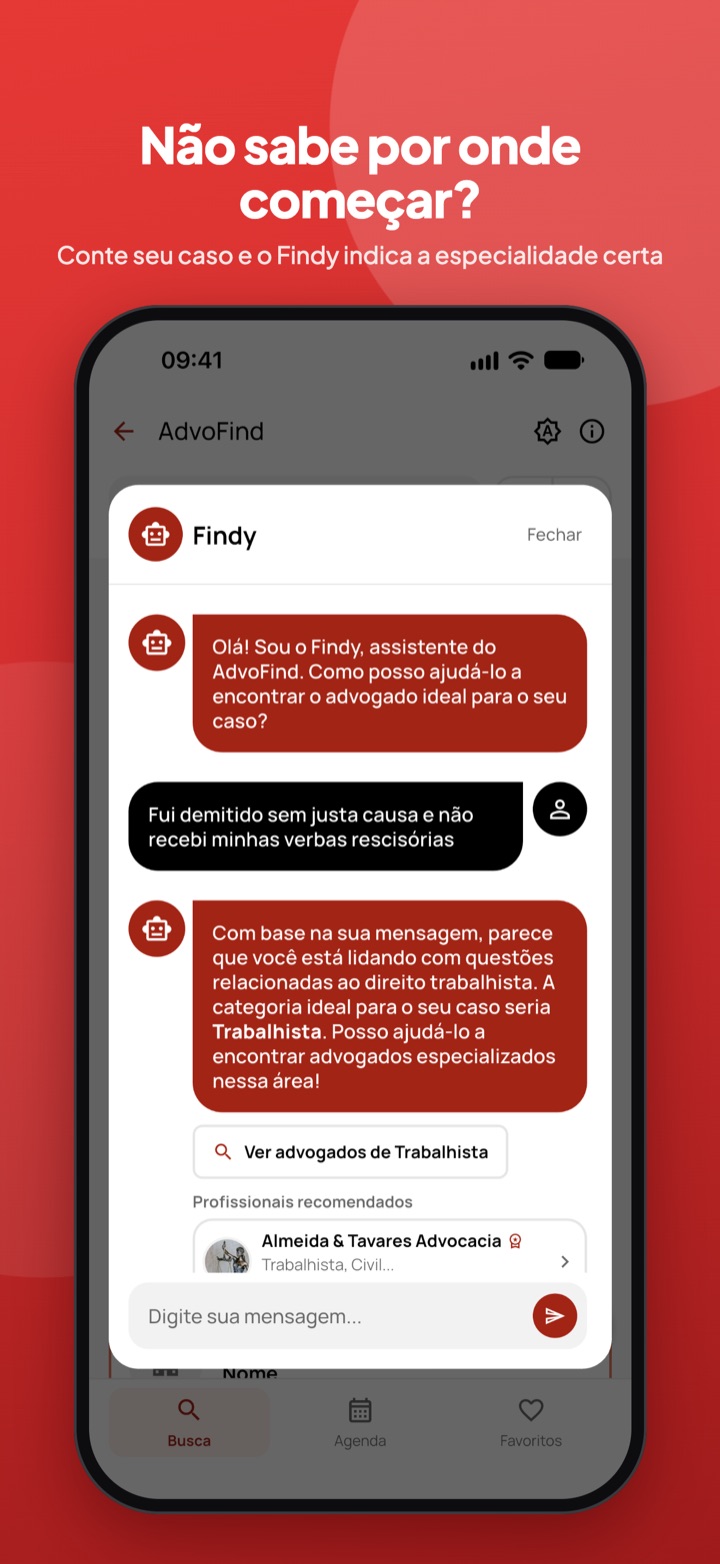 Não sabe por onde
começar?
Conte seu caso e o Findy indica a especialidade certa
09:41
AdvoFind
Findy
Fechar
Olá! Sou o Findy, assistente do
AdvoFind. Como posso ajudá-lo a
encontrar o advogado ideal para o seu
caso?
Fui demitido sem justa causa e não
recebi minhas verbas rescisórias
Com base na sua mensagem, parece
que você está lidando com questões
relacionadas ao direito trabalhista. A
categoria ideal para o seu caso seria
Trabalhista. Posso ajudá-lo a
encontrar advogados especializados
nessa área!
Ver advogados de Trabalhista
Profissionais recomendados
Almeida & Tavares Advocacia
Trabalhista, Civil...
Digite sua mensagem...
Nome
Busca
Agenda
Favoritos